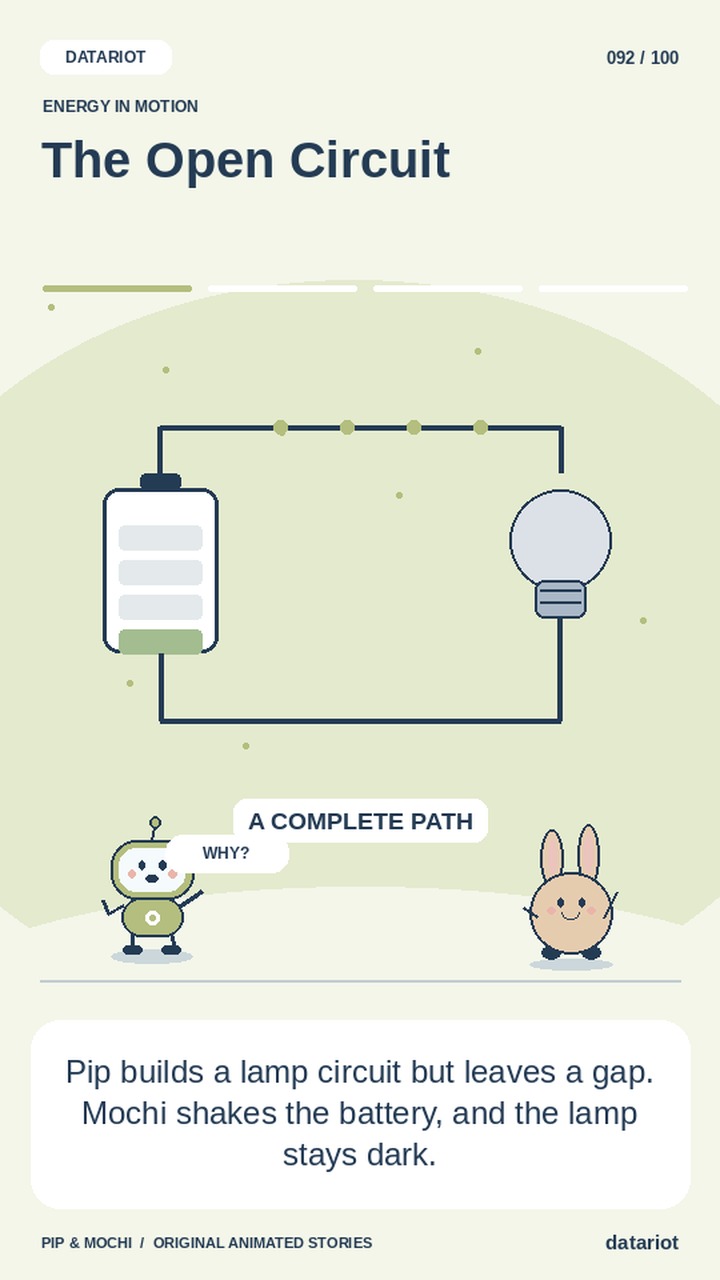 DATARIOT
092 / 100
ENERGY IN MOTION
The Open Circuit
A COMPLETE PATH
WHY?
Pip builds a lamp circuit but leaves a gap.
Mochi shakes the battery, and the lamp
stays dark.
PIP & MOCHI / ORIGINAL ANIMATED STORIES
datariot